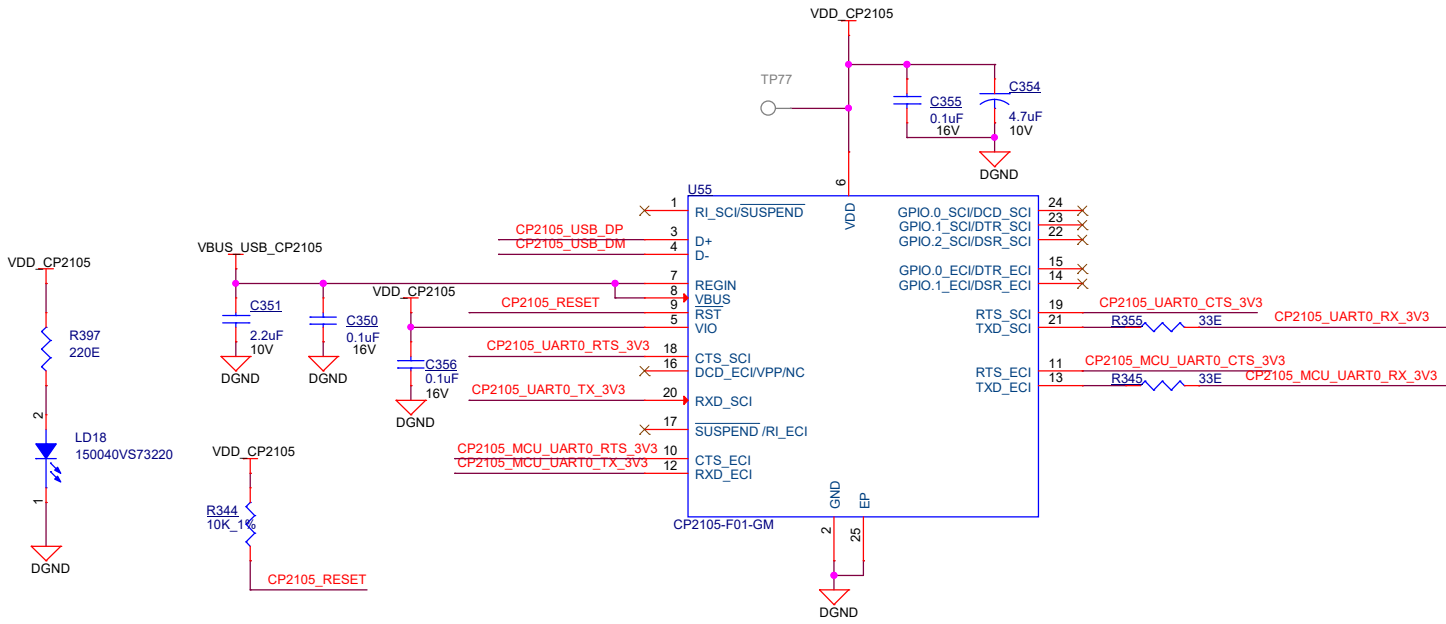 VDD_CP2105
TP77
C355
0.1uF
16V
C354
4.7uF
10V
DGND
6
U55
VDD
1
RI_SCI/SUSPEND
CP2105_USB_DP
3
D+
CP2105_USB_DM
4
D-
VBUS_USB_CP2105
7
REGIN
8
VBUS
CP2105_RESET
9
RST
5
VIO
CP2105_UART0_RTS_3V3
18
CTS_SCI
16
DCD_ECI/VPP/NC
CP2105_UART0_TX_3V3
20
RXD_SCI
17
SUSPEND /RI_ECI
CP2105_MCU_UART0_RTS_3V3
10
CTS_ECI
CP2105_MCU_UART0_TX_3V3
12
RXD_ECI
GPIO.0_SCI/DCD_SCI
24
GPIO.1_SCI/DTR_SCI
23
GPIO.2_SCI/DSR_SCI
22
GPIO.0_ECI/DTR_ECI
15
GPIO.1_ECI/DSR_ECI
14
RTS_SCI
19
CP2105_UART0_CTS_3V3
TXD_SCI
21
R355
33E
CP2105_UART0_RX_3V3
RTS_ECI
11
CP2105_MCU_UART0_CTS_3V3
TXD_ECI
13
R345
33E
CP2105_MCU_UART0_RX_3V3
GND
EP
2
25
CP2105-F01-GM
DGND
C351
2.2uF
10V
DGND
C350
0.1uF
16V
DGND
VDD_CP2105
C356
0.1uF
16V
DGND
VDD_CP2105
R397
220E
2
LD18
150040VS73220
1
DGND
VDD_CP2105
R344
10K_1%
CP2105_RESET